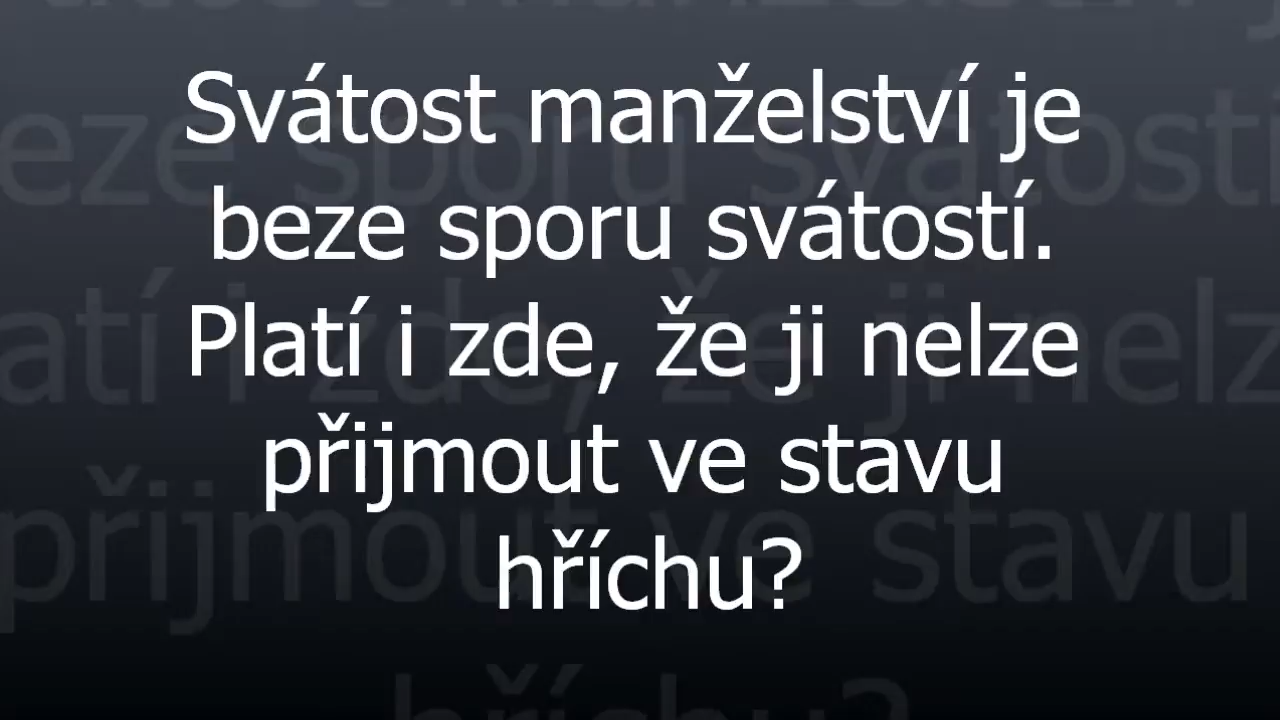 Svátost manželství je
beze sporu svátostí.
Platí i zde, že ji nelze
přijmout ve stavu
hříchu?